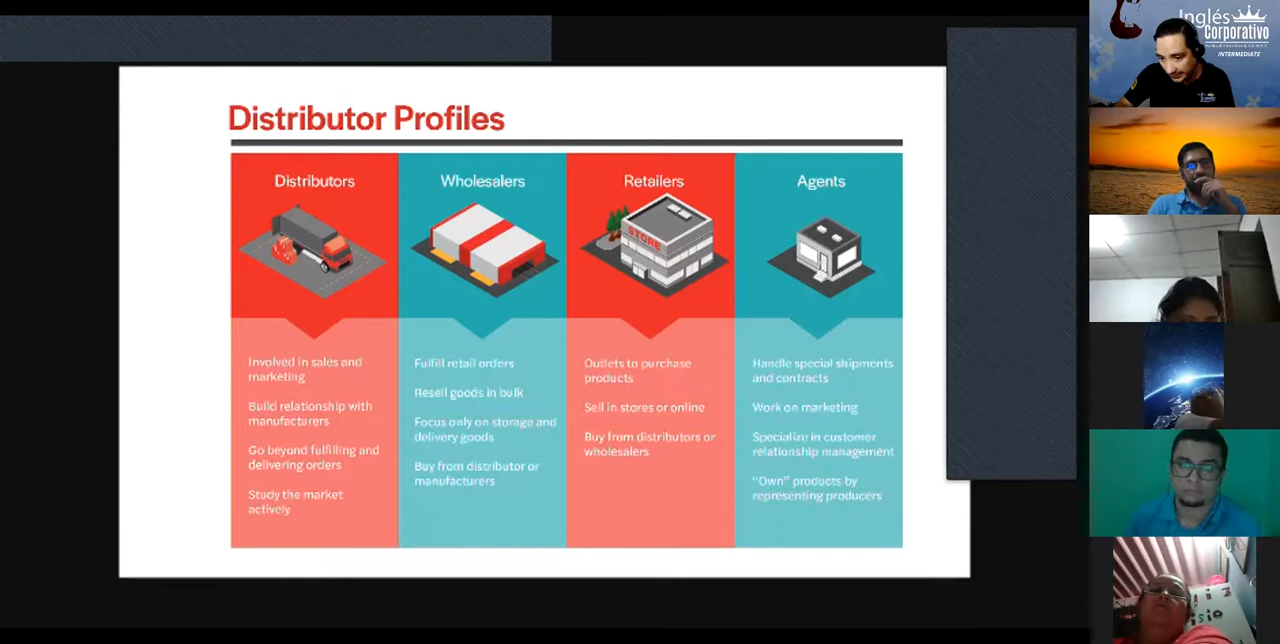 Distributor Profiles
Distributors
Wholesalers
Retailers
Agents
STORE
Involved in sales and
marketing
Build relationship with
manufacturers
Go beyond fulfilling and
delivering orders
Study the market
actively
Fulfill retail orders
Resell goods in bulk
Focus only on storage and
delivery goods
Buy from distributor or
manufacturers
Outlets to purchase
products
Sell in stores or online
Buy from distributors or
wholesalers
Handle special shipments
and contracts
Work on marketing
Specialize in customer
relationship management
“Own” products by
representing producers
Inglés
Corporativo
INTERMEDIATE